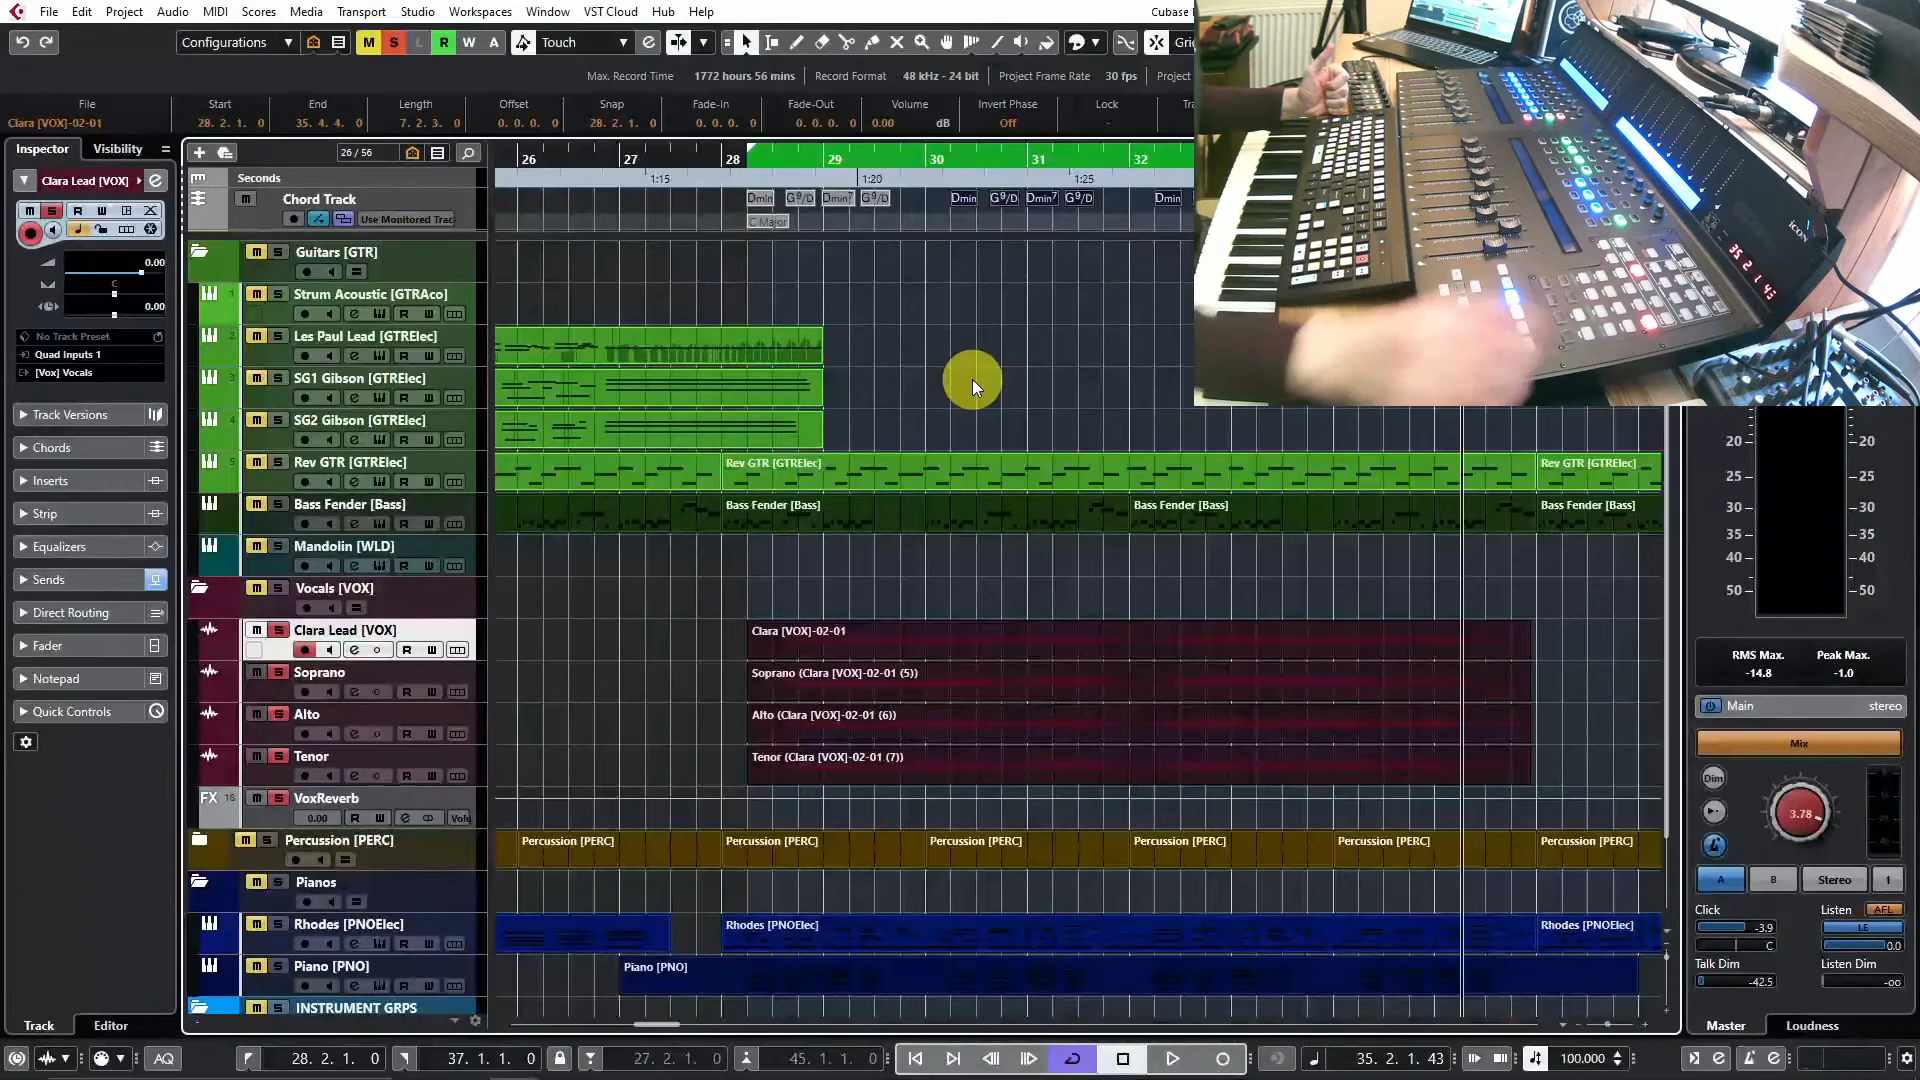 File Edit Project Audio MIDI Scores Media Transport Studio Workspaces Window VST Cloud Hub Help
Cubase
Configurations
M S L R W A
Touch
Max. Record Time 1772 hours 56 mins Record Format 48 kHz - 24 bit Project Frame Rate 30 fps Project
File Start End Length Offset Snap Fade-In Fade-Out Volume Invert Phase Lock
Clara [VOX]-02-01 28. 2. 1. 0 35. 4. 4. 0 7. 2. 3. 0 0. 0. 0. 0 28. 2. 1. 0 0. 0. 0. 0 0. 0. 0. 0 0.00 dB Off
Inspector Visibility
26 / 56
26 27 28 29 30 31 32
Seconds
1:15 1:20 1:25
Clara Lead [VOX]
Chord Track
Use Monitored Trac
Dmin G9/D Dmin7 G9/D Dmin G9/D Dmin7 G9/D Dmin
C Major
0.00
C
0.00
No Track Preset
Quad Inputs 1
[Vox] Vocals
Track Versions
Chords
Inserts
Strip
Equalizers
Sends
Direct Routing
Fader
Notepad
Quick Controls
Guitars [GTR]
1 Strum Acoustic [GTRAco]
2 Les Paul Lead [GTRElec]
3 SG1 Gibson [GTRElec]
4 SG2 Gibson [GTRElec]
5 Rev GTR [GTRElec]
Rev GTR [GTRElec] Rev GTR [GTRElec]
Bass Fender [Bass]
Bass Fender [Bass] Bass Fender [Bass] Bass Fender [Bass]
Mandolin [WLD]
Vocals [VOX]
Clara Lead [VOX]
Clara [VOX]-02-01
Soprano
Soprano (Clara [VOX]-02-01 (5))
Alto
Alto (Clara [VOX]-02-01 (6))
Tenor
Tenor (Clara [VOX]-02-01 (7))
FX 16 VoxReverb
0.00 R W Volu
Percussion [PERC]
Percussion [PERC] Percussion [PERC] Percussion [PERC] Percussion [PERC] Percussion [PERC] Percussion [PERC]
Pianos
Rhodes [PNOElec]
Rhodes [PNOElec] Rhodes [PNOElec]
Piano [PNO]
Piano [PNO]
INSTRUMENT GRPS
Track Editor
iCON
35 2 1 43
20 20
30 30
35 35
40 40
50 50
RMS Max. Peak Max.
-14.8 -1.0
Main stereo
Mix
Dim
3.78
A B Stereo 1
Click Listen AFL
-3.9 LE
C 0.0
Talk Dim Listen Dim
-42.5 -oo
Master Loudness
AQ
28. 2. 1. 0 37. 1. 1. 0 27. 2. 1. 0 45. 1. 1. 0 35. 2. 1. 43 100.000